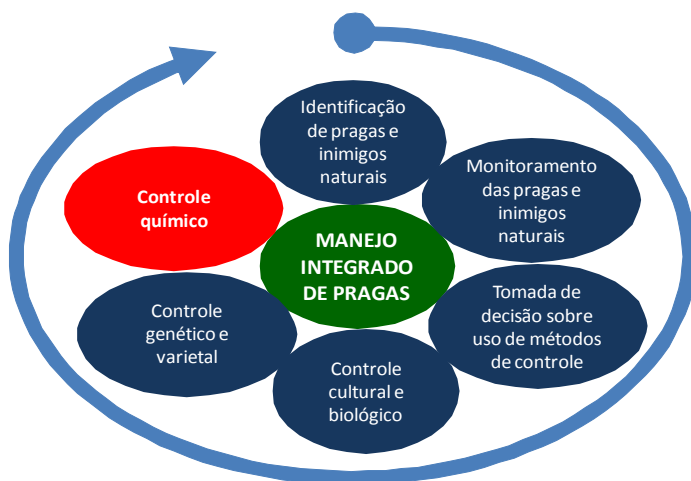 Identificação
de pragas e
inimigos
naturais
Monitoramento
das pragas e
inimigos
naturais
Tomada de
decisão sobre
uso de métodos
de controle
Controle
cultural e
biológico
Controle
genético e
varietal
Controle
químico
MANEJO
INTEGRADO
DE PRAGAS